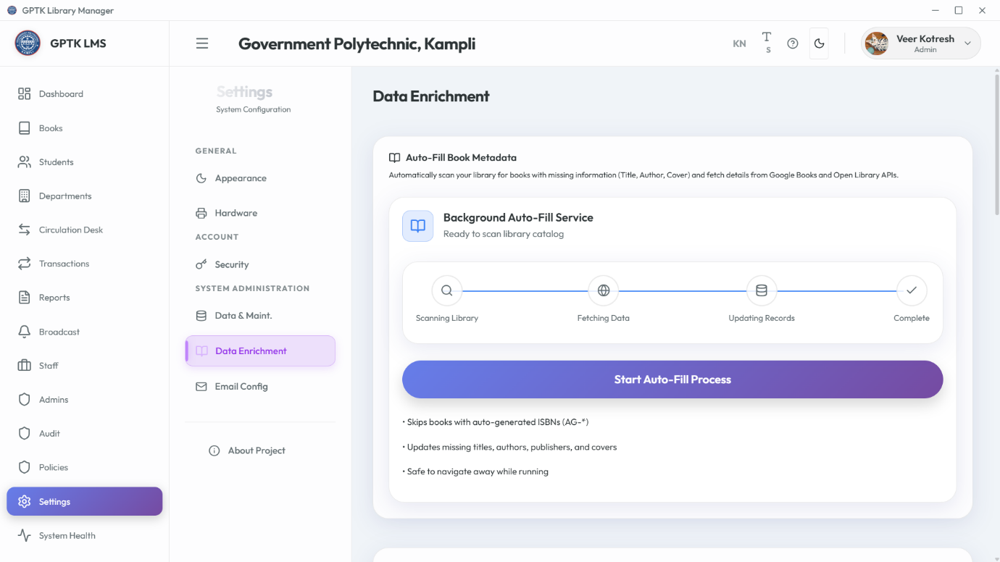 GPTK Library Manager
GPTK LMS
Government Polytechnic, Kampli
KN
T
S
Veer Kotresh
Admin
Dashboard
Books
Students
Departments
Circulation Desk
Transactions
Reports
Broadcast
Staff
Admins
Audit
Policies
Settings
System Health
Settings
System Configuration
GENERAL
Appearance
Hardware
ACCOUNT
Security
SYSTEM ADMINISTRATION
Data & Maint.
Data Enrichment
Email Config
About Project
Data Enrichment
Auto-Fill Book Metadata
Automatically scan your library for books with missing information (Title, Author, Cover) and fetch details from Google Books and Open Library APIs.
Background Auto-Fill Service
Ready to scan library catalog
Scanning Library
Fetching Data
Updating Records
Complete
Start Auto-Fill Process
• Skips books with auto-generated ISBNs (AG-*)
• Updates missing titles, authors, publishers, and covers
• Safe to navigate away while running